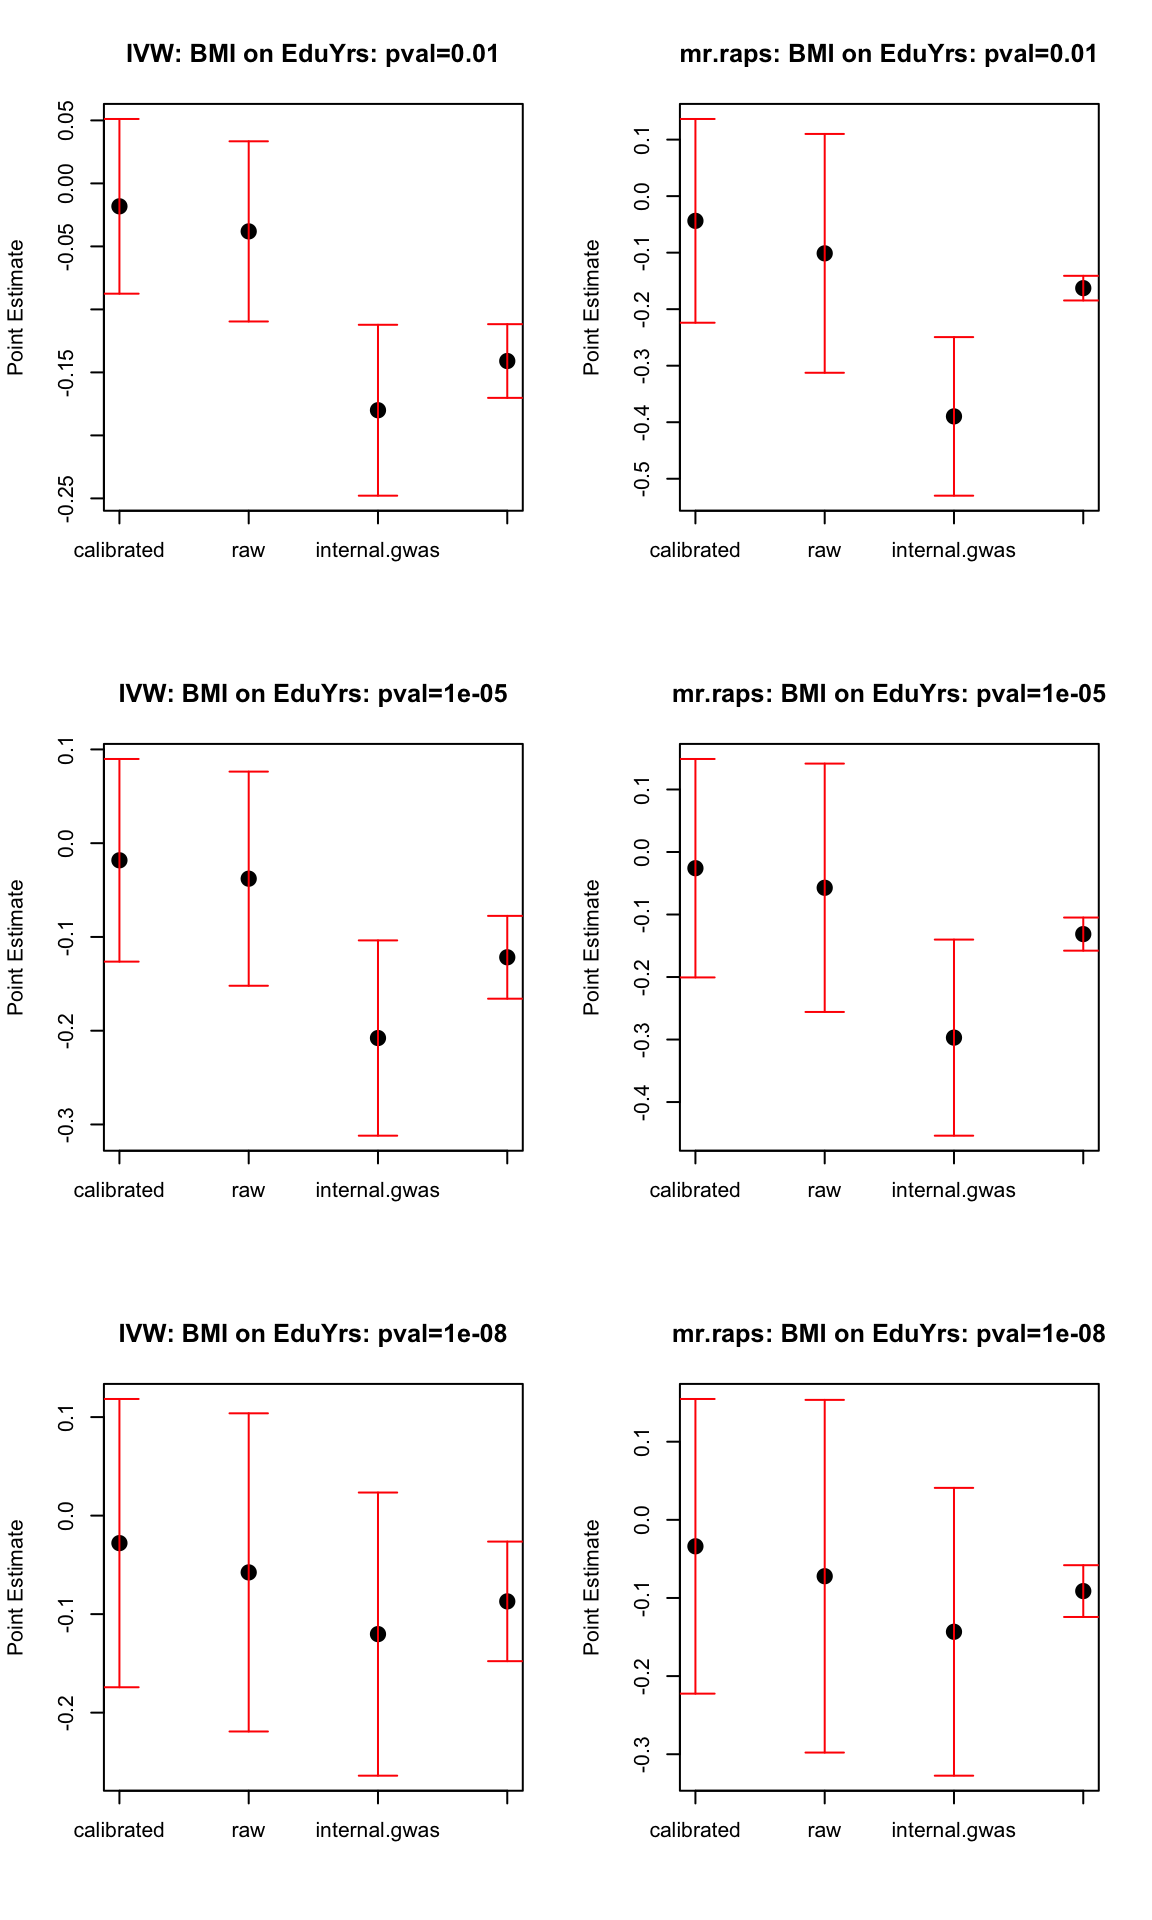 IVW: BMI on EduYrs: pval=0.01
Point Estimate
0.05
0.00
-0.05
-0.15
-0.25
calibrated raw internal.gwas
mr.raps: BMI on EduYrs: pval=0.01
Point Estimate
0.1
0.0
-0.1
-0.2
-0.3
-0.4
-0.5
calibrated raw internal.gwas
IVW: BMI on EduYrs: pval=1e-05
Point Estimate
0.1
0.0
-0.1
-0.2
-0.3
calibrated raw internal.gwas
mr.raps: BMI on EduYrs: pval=1e-05
Point Estimate
0.1
0.0
-0.1
-0.2
-0.3
-0.4
calibrated raw internal.gwas
IVW: BMI on EduYrs: pval=1e-08
Point Estimate
0.1
0.0
-0.1
-0.2
calibrated raw internal.gwas
mr.raps: BMI on EduYrs: pval=1e-08
Point Estimate
0.1
0.0
-0.1
-0.2
-0.3
calibrated raw internal.gwas